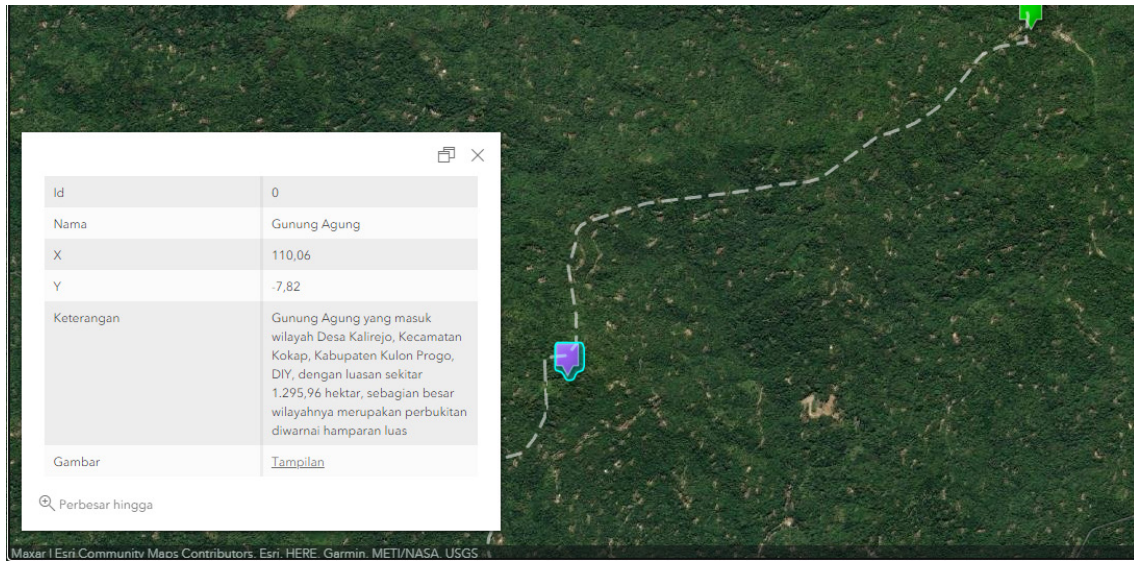 Id 0
Nama Gunung Agung
X 110,06
Y -7,82
Keterangan Gunung Agung yang masuk
wilayah Desa Kalirejo, Kecamatan
Kokap, Kabupaten Kulon Progo,
DIY, dengan luasan sekitar
1.295,96 hektar, sebagian besar
wilayahnya merupakan perbukitan
diwarnai hamparan luas
Gambar Tampilan
Perbesar hingga
Maxar | Esri Community Maps Contributors, Esri, HERE, Garmin, METI/NASA, USGS